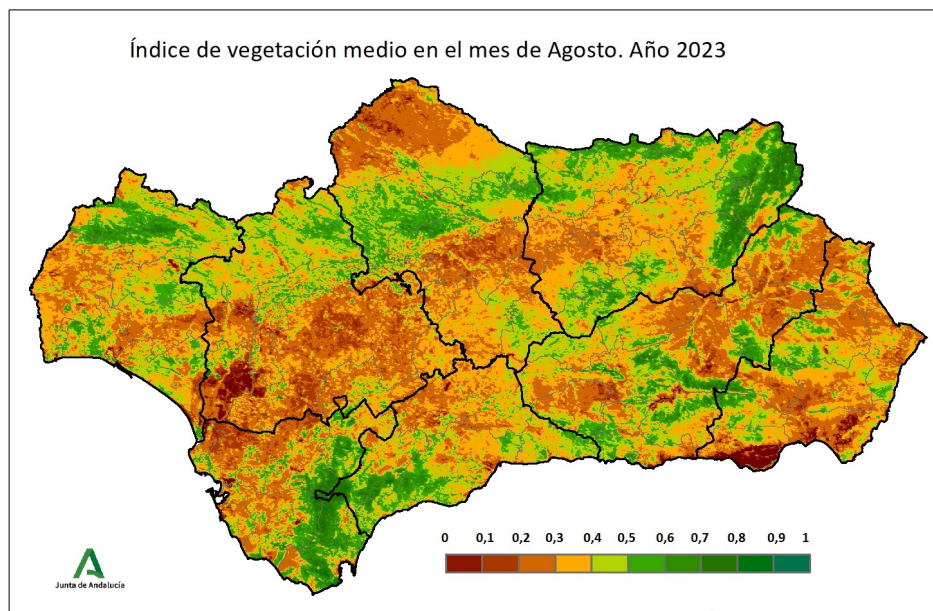 Índice de vegetación medio en el mes de Agosto. Año 2023
0 0,1 0,2 0,3 0,4 0,5 0,6 0,7 0,8 0,9 1
Junta de Andalucía